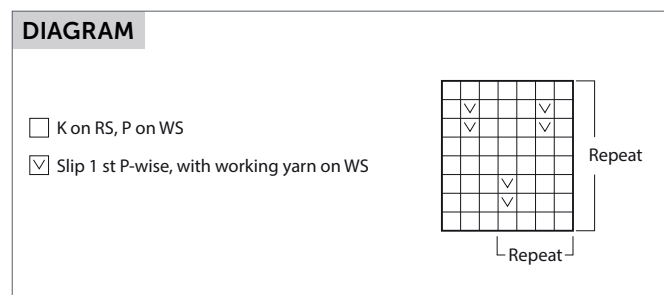 DIAGRAM
K on RS, P on WS
Slip 1 st P-wise, with working yarn on WS
Repeat
Repeat